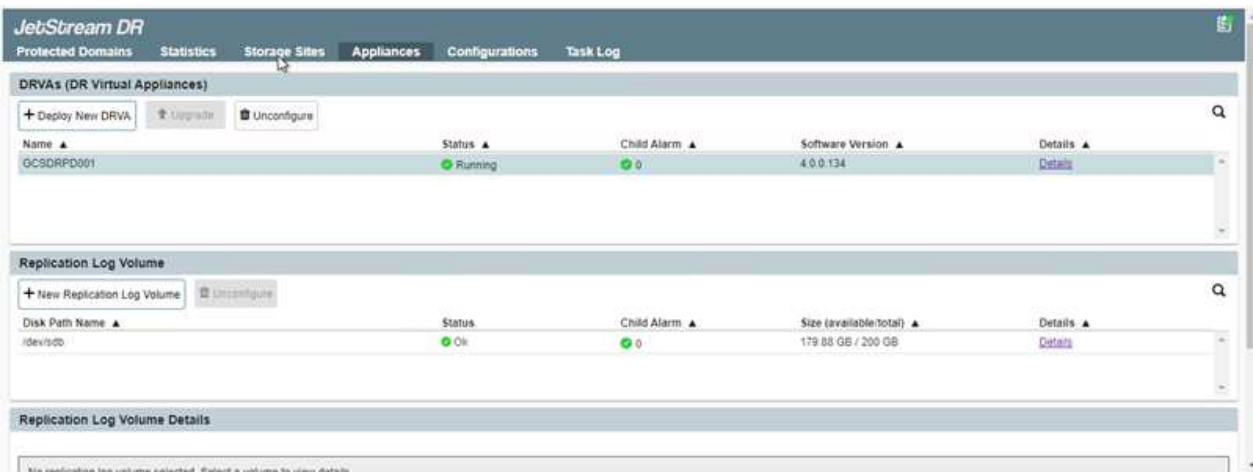 JetStream DR
Protected Domains Statistics Storage Sites Appliances Configurations Task Log
DRVAs (DR Virtual Appliances)
+ Deploy New DRVA Upgrade Unconfigure
Name ▲ Status ▲ Child Alarm ▲ Software Version ▲ Details ▲
GCSDRPD001 Running 0 4.0.0.134 Details
Replication Log Volume
+ New Replication Log Volume Unconfigure
Disk Path Name ▲ Status Child Alarm ▲ Size (available/total) ▲ Details ▲
/dev/sdb Ok 0 179.88 GB / 200 GB Details
Replication Log Volume Details
No replication log volume selected. Select a volume to view details.